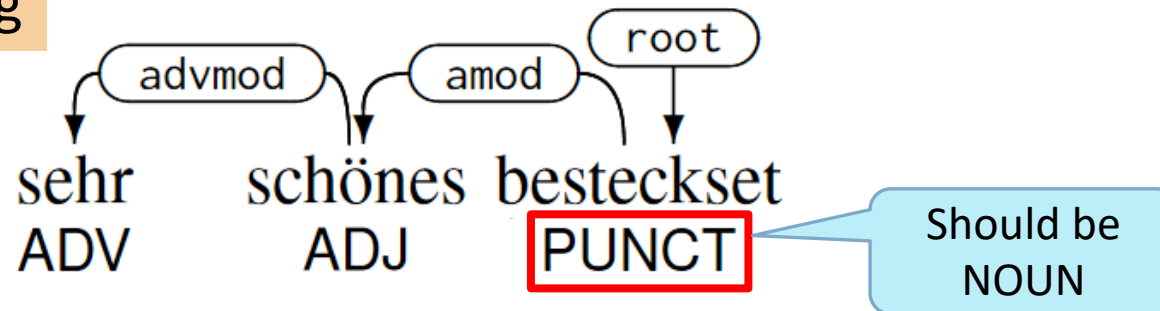 g
root
advmod amod
sehr schönes besteckset
ADV ADJ PUNCT
Should be
NOUN